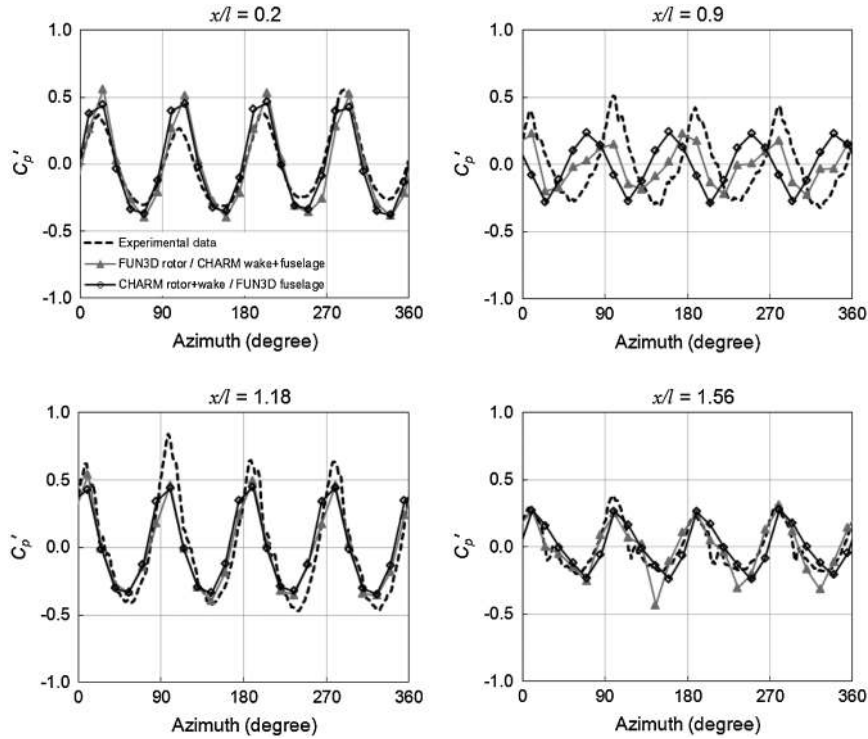 x/l = 0.2
1.0
0.5
0.0
-0.5
-1.0
Cp'
Experimental data
FUN3D rotor / CHARM wake+fuselage
CHARM rotor+wake / FUN3D fuselage
0 90 180 270 360
Azimuth (degree)
x/l = 0.9
1.0
0.5
0.0
-0.5
-1.0
Cp'
0 90 180 270 360
Azimuth (degree)
x/l = 1.18
1.0
0.5
0.0
-0.5
-1.0
Cp'
0 90 180 270 360
Azimuth (degree)
x/l = 1.56
1.0
0.5
0.0
-0.5
-1.0
Cp'
0 90 180 270 360
Azimuth (degree)